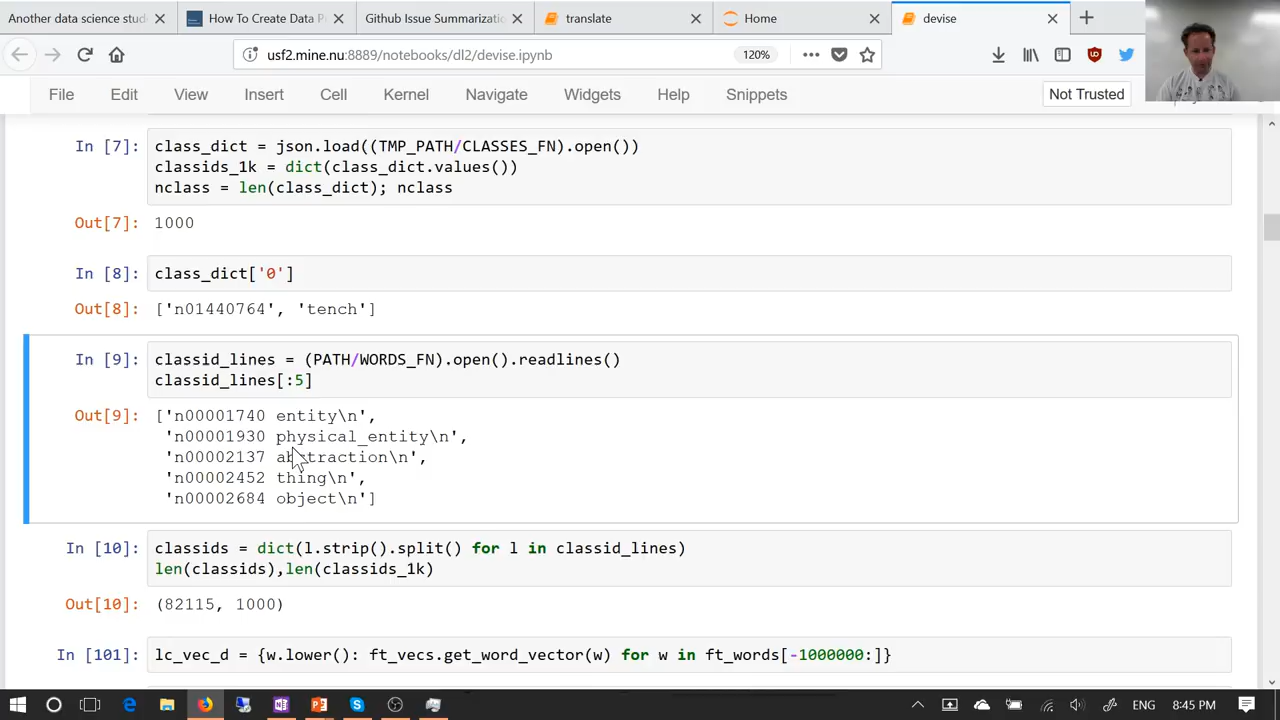 Another data science stud
How To Create Data P
Github Issue Summarizatio
translate
Home
devise
usf2.mine.nu:8889/notebooks/dl2/devise.ipynb
120%
File Edit View Insert Cell Kernel Navigate Widgets Help Snippets
Not Trusted
In [7]:
class_dict = json.load((TMP_PATH/CLASSES_FN).open())
classids_1k = dict(class_dict.values())
nclass = len(class_dict); nclass
Out[7]: 1000
In [8]: class_dict['0']
Out[8]: ['n01440764', 'tench']
In [9]: classid_lines = (PATH/WORDS_FN).open().readlines()
classid_lines[:5]
Out[9]: ['n00001740 entity\n',
'n00001930 physical_entity\n',
'n00002137 abstraction\n',
'n00002452 thing\n',
'n00002684 object\n']
In [10]: classids = dict(l.strip().split() for l in classid_lines)
len(classids),len(classids_1k)
Out[10]: (82115, 1000)
In [101]: lc_vec_d = {w.lower(): ft_vecs.get_word_vector(w) for w in ft_words[-1000000:]}
ENG 8:45 PM